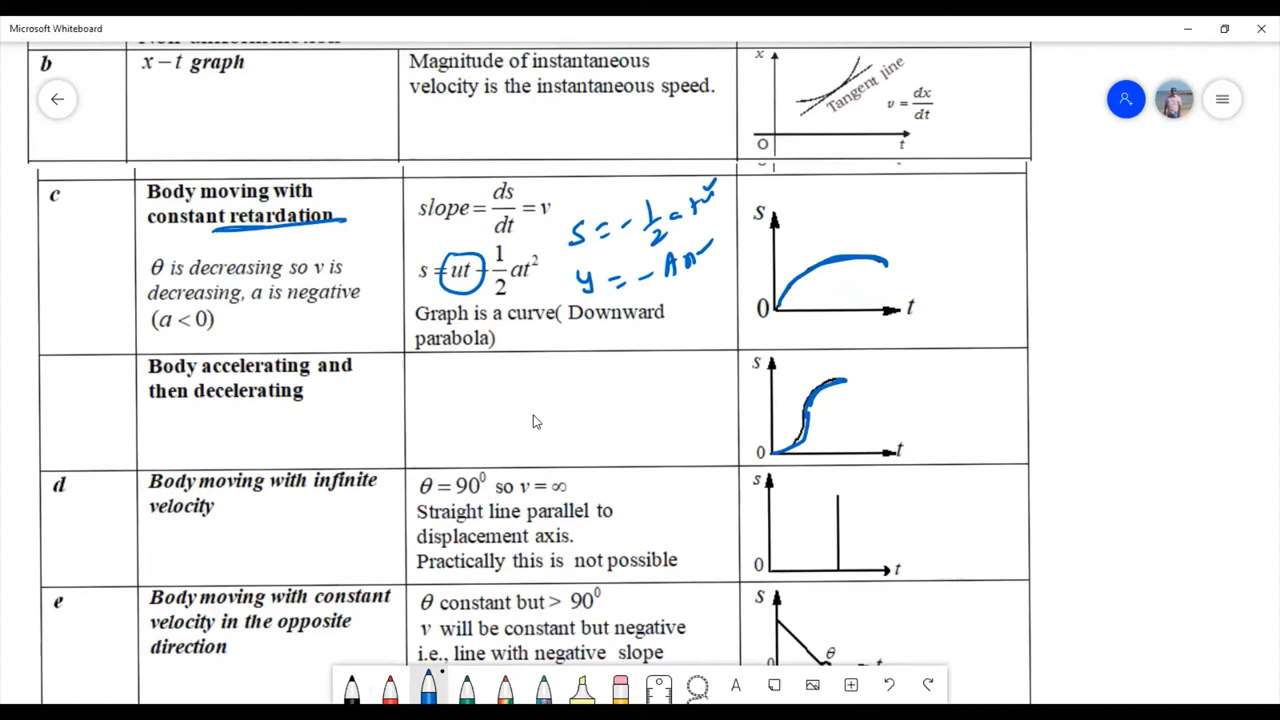 Microsoft Whiteboard
b
x – t graph
Magnitude of instantaneous
velocity is the instantaneous speed.
x
Tangent line
v = dx/dt
O
t
c
Body moving with
constant retardation
θ is decreasing so v is
decreasing, a is negative
(a < 0)
slope = ds/dt = v
s = ut – 1/2 at²
Graph is a curve( Downward
parabola)
s = - 1/2 at²
y = - Ax²
s
0
t
Body accelerating and
then decelerating
s
0
t
d
Body moving with infinite
velocity
θ = 90⁰ so v = ∞
Straight line parallel to
displacement axis.
Practically this is not possible
s
0
t
e
Body moving with constant
velocity in the opposite
direction
θ constant but > 90⁰
v will be constant but negative
i.e., line with negative slope
s
θ
A